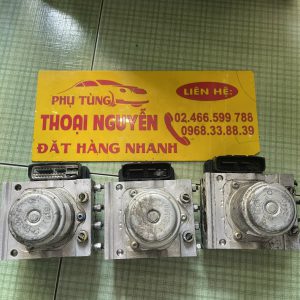 PHỤ TÙNG
THOẠI NGUYỄN
ĐẶT HÀNG NHANH
LIÊN HỆ:
02.466.599 788
0968.33.88.39